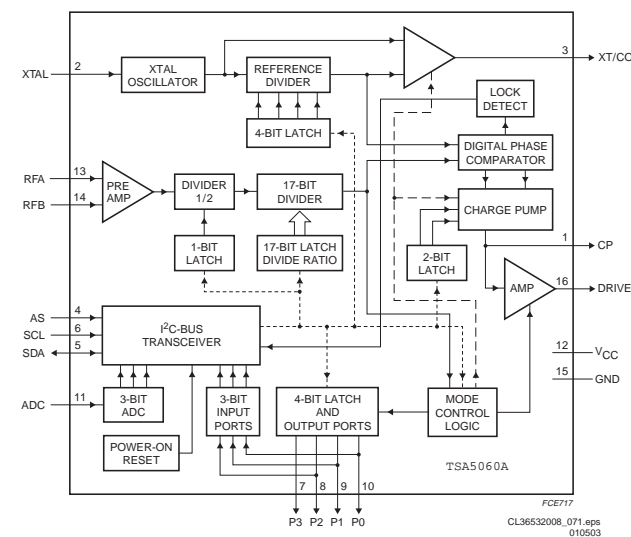 XTAL
2
XTAL
OSCILLATOR
REFERENCE
DIVIDER
4-BIT LATCH
3
XT/CO
LOCK
DETECT
DIGITAL PHASE
COMPARATOR
CHARGE PUMP
RFA
13
RFB
14
PRE
AMP
DIVIDER
1/2
17-BIT
DIVIDER
1-BIT
LATCH
17-BIT LATCH
DIVIDE RATIO
2-BIT
LATCH
1
CP
AMP
16
DRIVE
AS
4
SCL
6
SDA
5
I2C-BUS
TRANSCEIVER
12
VCC
15
GND
ADC
11
3-BIT
ADC
3-BIT
INPUT
PORTS
4-BIT LATCH
AND
OUTPUT PORTS
MODE
CONTROL
LOGIC
POWER-ON
RESET
TSA5060A
7
8
9
10
P3
P2
P1
P0
FCE717
CL36532008_071.eps
010503